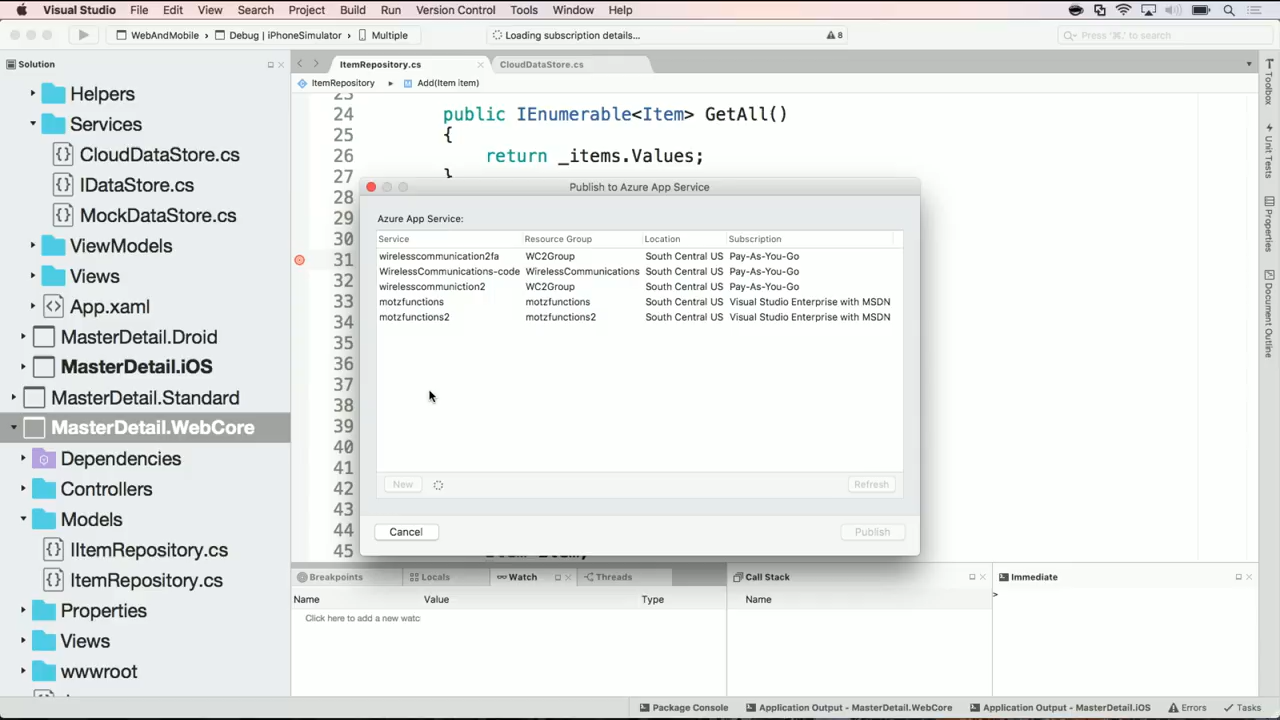 Visual Studio File Edit View Search Project Build Run Version Control Tools Window Help
WebAndMobile Debug | iPhoneSimulator Multiple Loading subscription details... 8 Press '⌘.' to search
Solution
Helpers
Services
CloudDataStore.cs
IDataStore.cs
MockDataStore.cs
ViewModels
Views
App.xaml
MasterDetail.Droid
MasterDetail.iOS
MasterDetail.Standard
MasterDetail.WebCore
Dependencies
Controllers
Models
IItemRepository.cs
ItemRepository.cs
Properties
Views
wwwroot
ItemRepository.cs CloudDataStore.cs
ItemRepository Add(Item item)
23
24 public IEnumerable<Item> GetAll()
25 {
26 return _items.Values;
27 }
28
29
30
31
32
33
34
35
36
37
38
39
40
41
42
43
44
45
Publish to Azure App Service
Azure App Service:
Service Resource Group Location Subscription
wirelesscommunication2fa WC2Group South Central US Pay-As-You-Go
WirelessCommunications-code WirelessCommunications South Central US Pay-As-You-Go
wirelesscommuniction2 WC2Group South Central US Pay-As-You-Go
motzfunctions motzfunctions South Central US Visual Studio Enterprise with MSDN
motzfunctions2 motzfunctions2 South Central US Visual Studio Enterprise with MSDN
New Refresh
Cancel Publish
Toolbox
Unit Tests
Properties
Document Outline
Breakpoints Locals Watch Threads
Name Value Type
Click here to add a new watc
Call Stack
Name
Immediate
>
Package Console Application Output - MasterDetail.WebCore Application Output - MasterDetail.iOS Errors Tasks